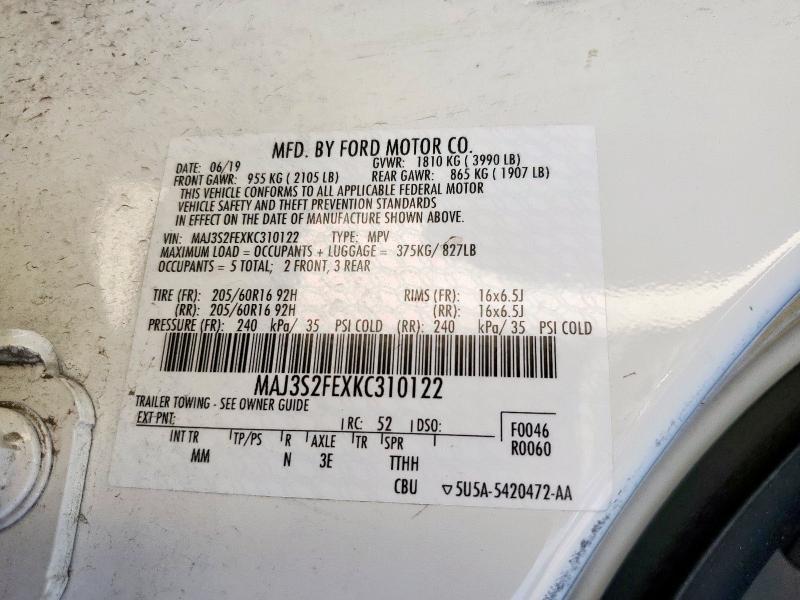 MFD. BY FORD MOTOR CO.
DATE: 06/19 GVWR: 1810 KG ( 3990 LB)
FRONT GAWR: 955 KG ( 2105 LB) REAR GAWR: 865 KG ( 1907 LB)
THIS VEHICLE CONFORMS TO ALL APPLICABLE FEDERAL MOTOR
VEHICLE SAFETY AND THEFT PREVENTION STANDARDS
IN EFFECT ON THE DATE OF MANUFACTURE SHOWN ABOVE.
VIN: MAJ3S2FEXKC310122 TYPE: MPV
MAXIMUM LOAD = OCCUPANTS + LUGGAGE = 375KG/ 827LB
OCCUPANTS = 5 TOTAL; 2 FRONT, 3 REAR
TIRE (FR): 205/60R16 92H RIMS (FR): 16x6.5J
(RR): 205/60R16 92H (RR): 16x6.5J
PRESSURE (FR): 240 kPa/ 35 PSI COLD (RR): 240 kPa/ 35 PSI COLD
MAJ3S2FEXKC310122
TRAILER TOWING - SEE OWNER GUIDE
EXT PNT: RC: 52 DSO: F0046
R0060
INT TR TP/PS R AXLE TR SPR
MM N 3E TTHH
CBU ▽5U5A-5420472-AA